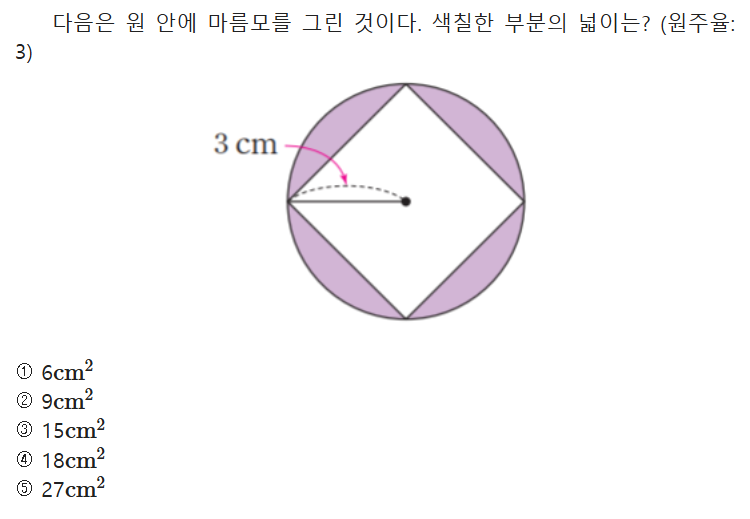 다음은 원 안에 마름모를 그린 것이다. 색칠한 부분의 넓이는? (원주율:
3)
3 cm
① 6cm²
② 9cm²
③ 15cm²
④ 18cm²
⑤ 27cm²